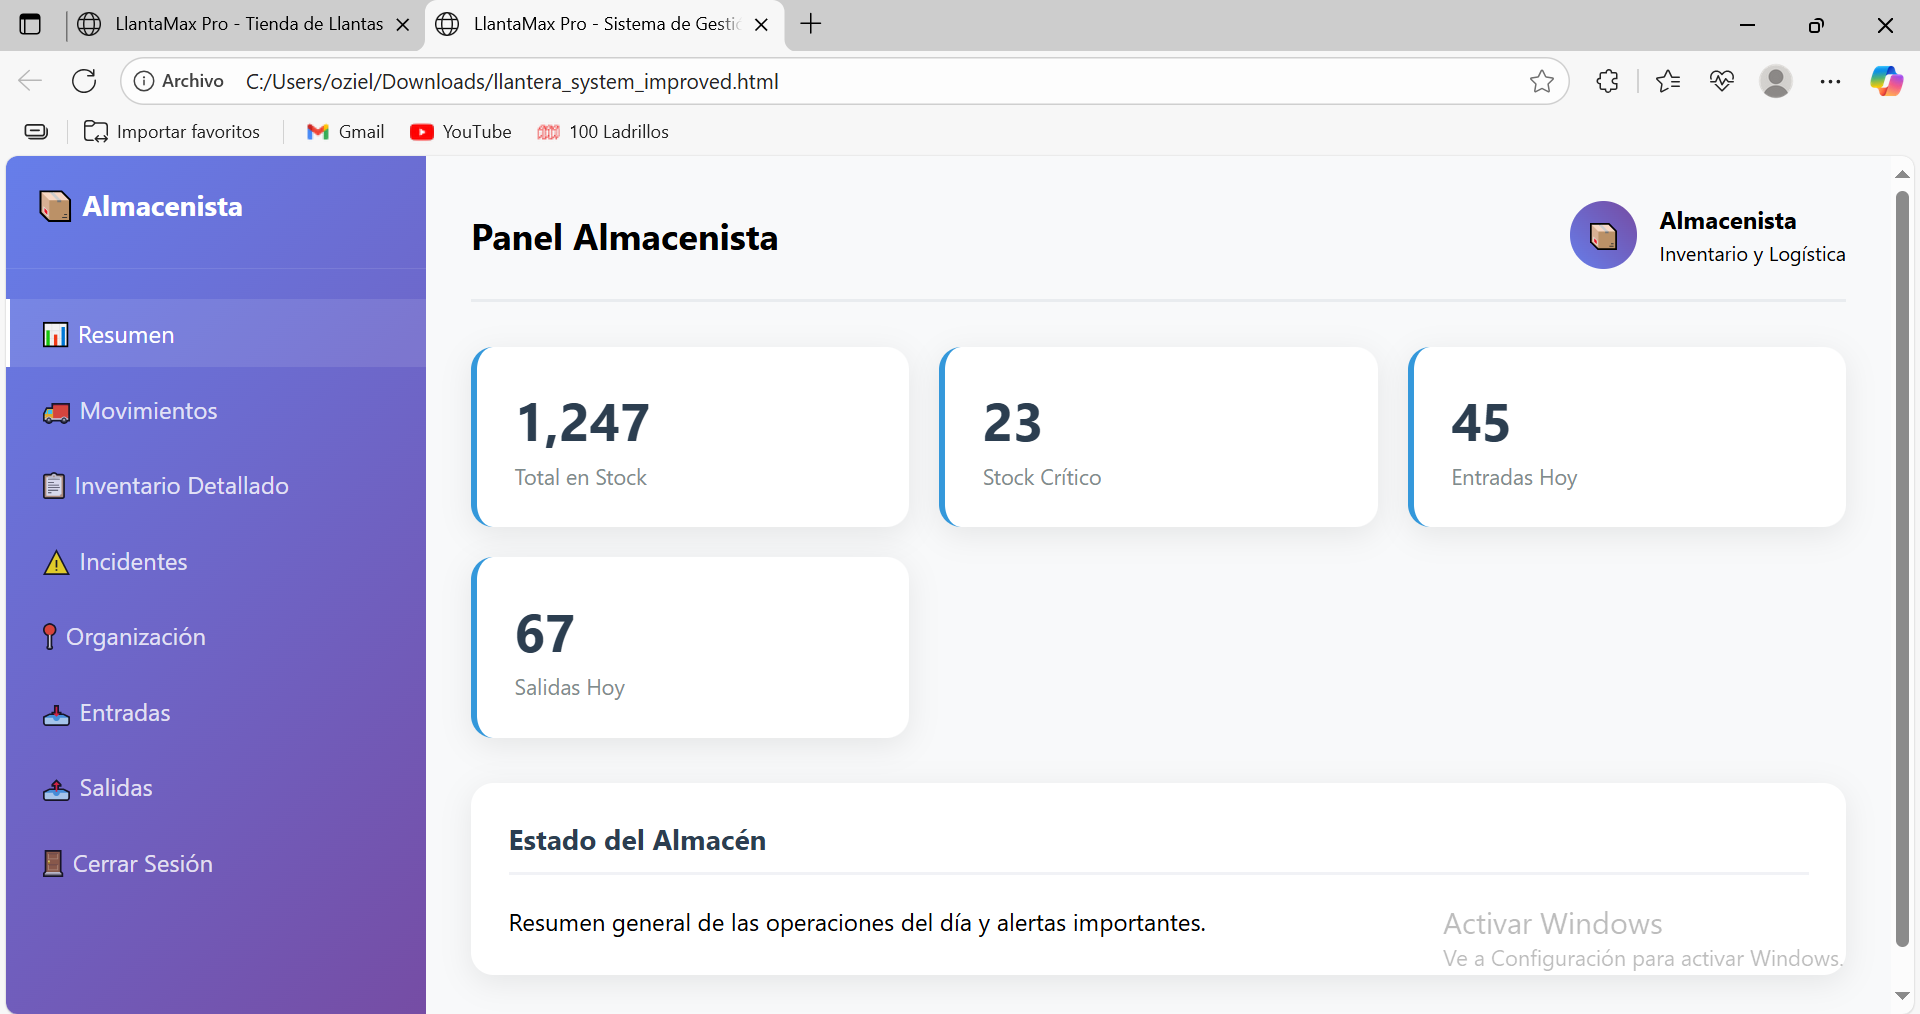 LlantaMax Pro - Tienda de Llantas
LlantaMax Pro - Sistema de Gesti
Archivo
C:/Users/oziel/Downloads/llantera_system_improved.html
Importar favoritos
Gmail
YouTube
100 Ladrillos
Almacenista
Resumen
Movimientos
Inventario Detallado
Incidentes
Organización
Entradas
Salidas
Cerrar Sesión
Panel Almacenista
Almacenista
Inventario y Logística
1,247
Total en Stock
23
Stock Crítico
45
Entradas Hoy
67
Salidas Hoy
Estado del Almacén
Resumen general de las operaciones del día y alertas importantes.
Activar Windows
Ve a Configuración para activar Windows.